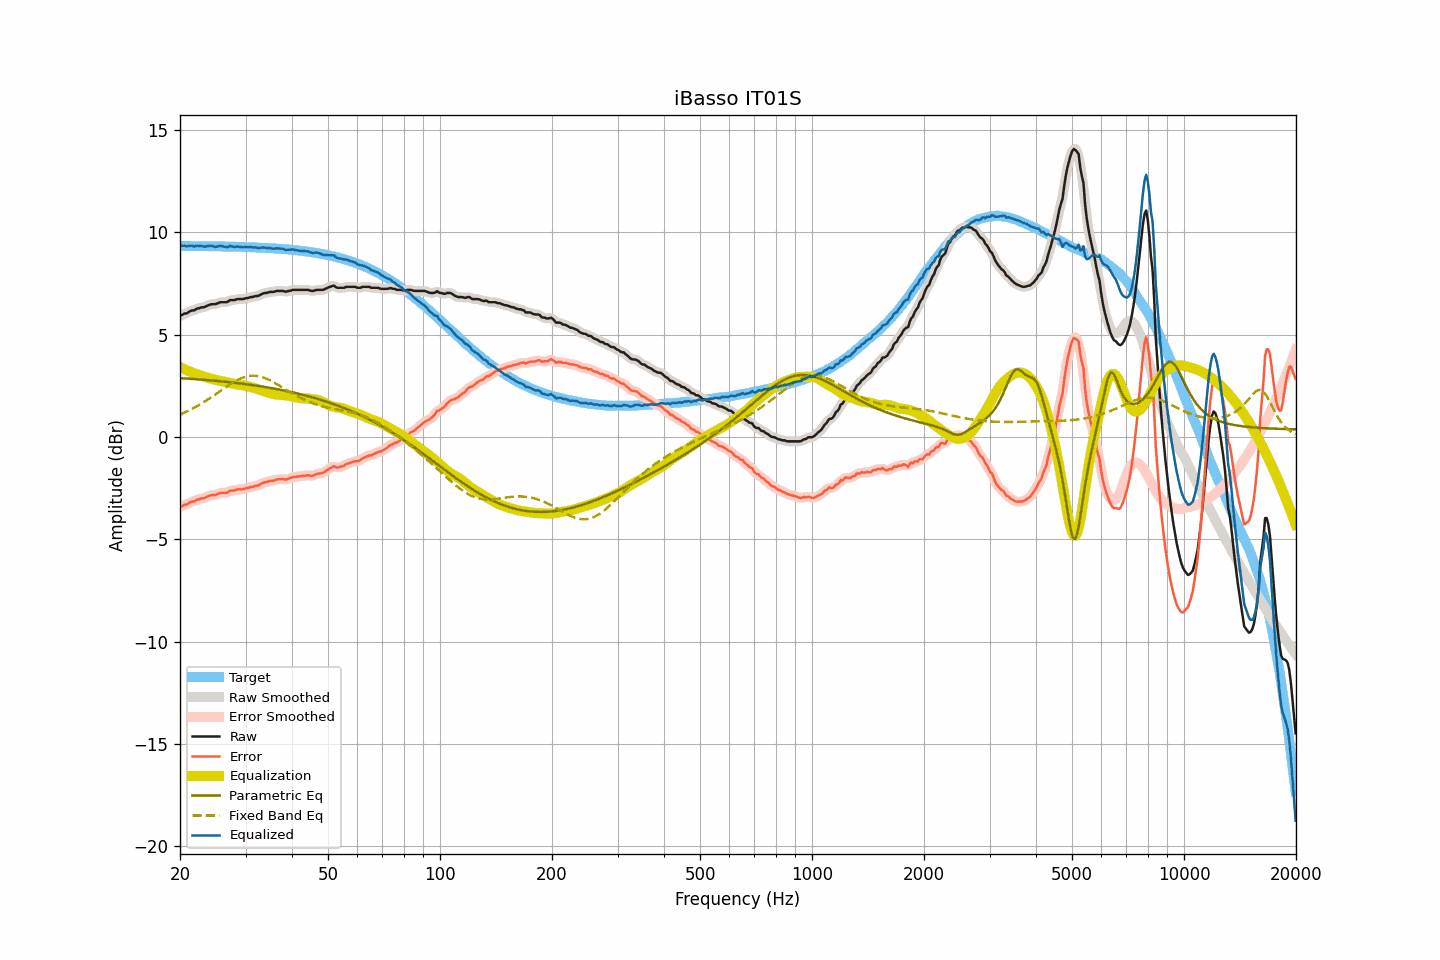 iBasso IT01S
15
10
5
0
−5
−10
−15
−20
Amplitude (dBr)
Target
Raw Smoothed
Error Smoothed
Raw
Error
Equalization
Parametric Eq
Fixed Band Eq
Equalized
20 50 100 200 500 1000 2000 5000 10000 20000
Frequency (Hz)